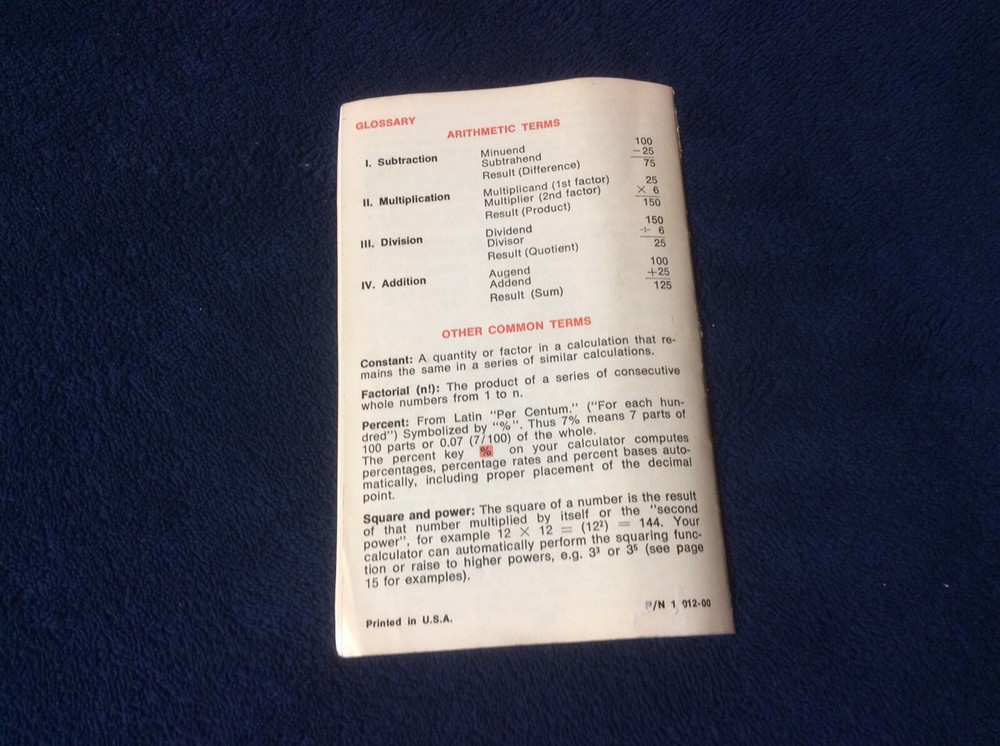 GLOSSARY
ARITHMETIC TERMS
I. Subtraction Minuend 100
Subtrahend −25
Result (Difference) 75
II. Multiplication Multiplicand (1st factor) 25
Multiplier (2nd factor) × 6
Result (Product) 150
III. Division Dividend 150
Divisor ÷ 6
Result (Quotient) 25
IV. Addition Augend 100
Addend +25
Result (Sum) 125
OTHER COMMON TERMS
Constant: A quantity or factor in a calculation that re-
mains the same in a series of similar calculations.
Factorial (n!): The product of a series of consecutive
whole numbers from 1 to n.
Percent: From Latin "Per Centum." ("For each hun-
dred") Symbolized by "%". Thus 7% means 7 parts of
100 parts or 0.07 (7/100) of the whole.
The percent key % on your calculator computes
percentages, percentage rates and percent bases auto-
matically, including proper placement of the decimal
point.
Square and power: The square of a number is the result
of that number multiplied by itself or the "second
power", for example 12 × 12 = (12²) = 144. Your
calculator can automatically perform the squaring func-
tion or raise to higher powers, e.g. 3³ or 3⁵ (see page
15 for examples).
Printed in U.S.A. P/N 1 012-00